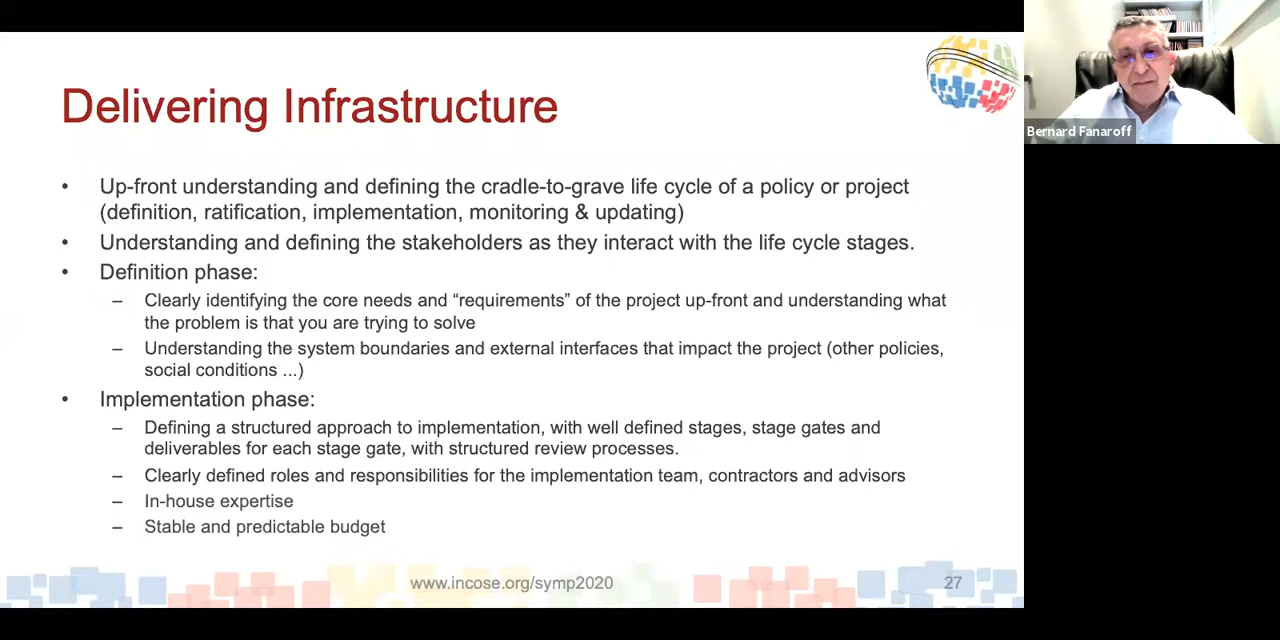 Delivering Infrastructure
Bernard Fanaroff
• Up-front understanding and defining the cradle-to-grave life cycle of a policy or project
(definition, ratification, implementation, monitoring & updating)
• Understanding and defining the stakeholders as they interact with the life cycle stages.
• Definition phase:
– Clearly identifying the core needs and “requirements” of the project up-front and understanding what
the problem is that you are trying to solve
– Understanding the system boundaries and external interfaces that impact the project (other policies,
social conditions ...)
• Implementation phase:
– Defining a structured approach to implementation, with well defined stages, stage gates and
deliverables for each stage gate, with structured review processes.
– Clearly defined roles and responsibilities for the implementation team, contractors and advisors
– In-house expertise
– Stable and predictable budget
www.incose.org/symp2020
27